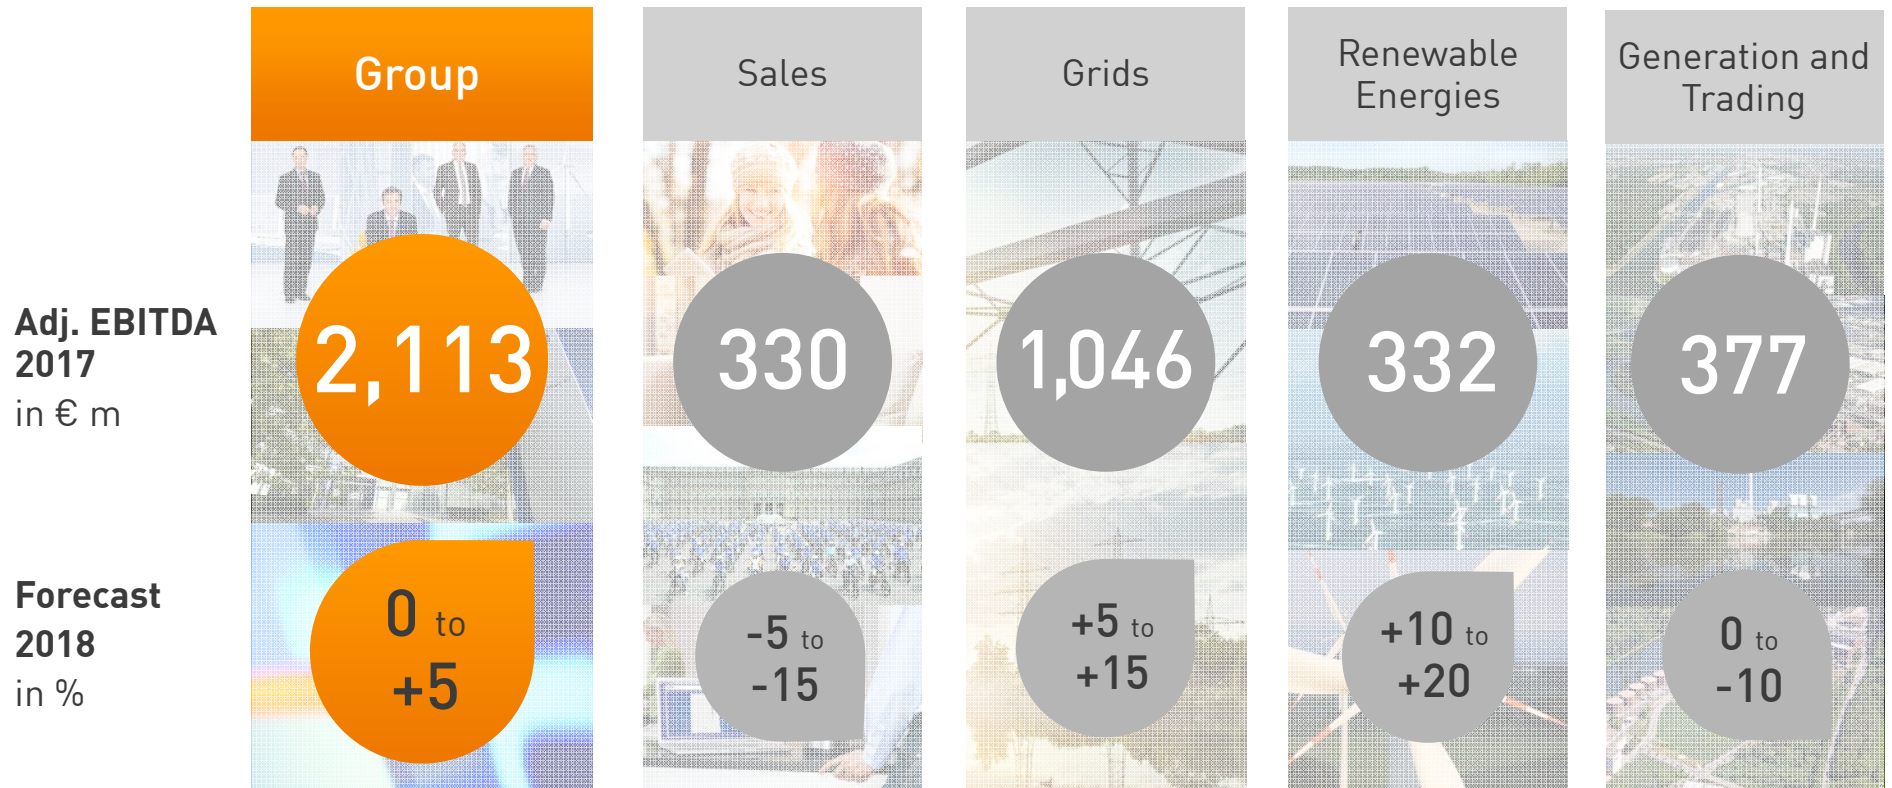 Group
Sales
Grids
Renewable
Energies
Generation and
Trading
Adj. EBITDA
2017
in € m
2,113
330
1,046
332
377
Forecast
2018
in %
0 to
+5
-5 to
-15
+5 to
+15
+10 to
+20
0 to
-10